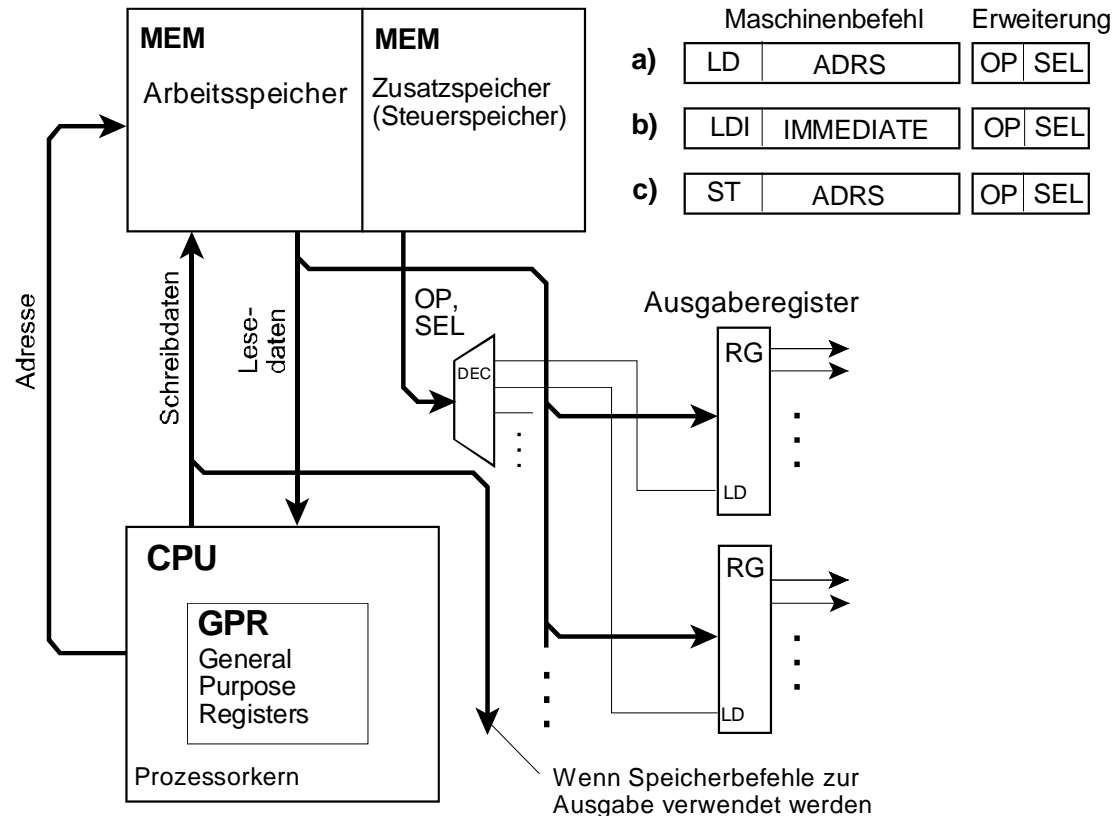 MEM
Arbeitsspeicher
MEM
Zusatzspeicher
(Steuerspeicher)
Maschinenbefehl
Erweiterung
a)
LD
ADRS
OP
SEL
b)
LDI
IMMEDIATE
OP
SEL
c)
ST
ADRS
OP
SEL
Adresse
Schreibdaten
Lese-
daten
OP,
SEL
DEC
Ausgaberegister
RG
LD
RG
LD
CPU
GPR
General
Purpose
Registers
Prozessorkern
Wenn Speicherbefehle zur
Ausgabe verwendet werden